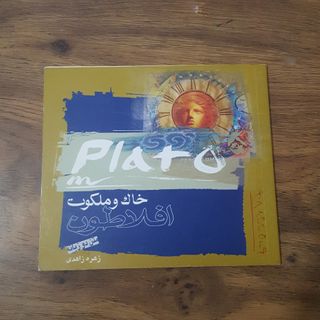 Plato
خاک و ملکوت
افلاطون
زهره زاهدی